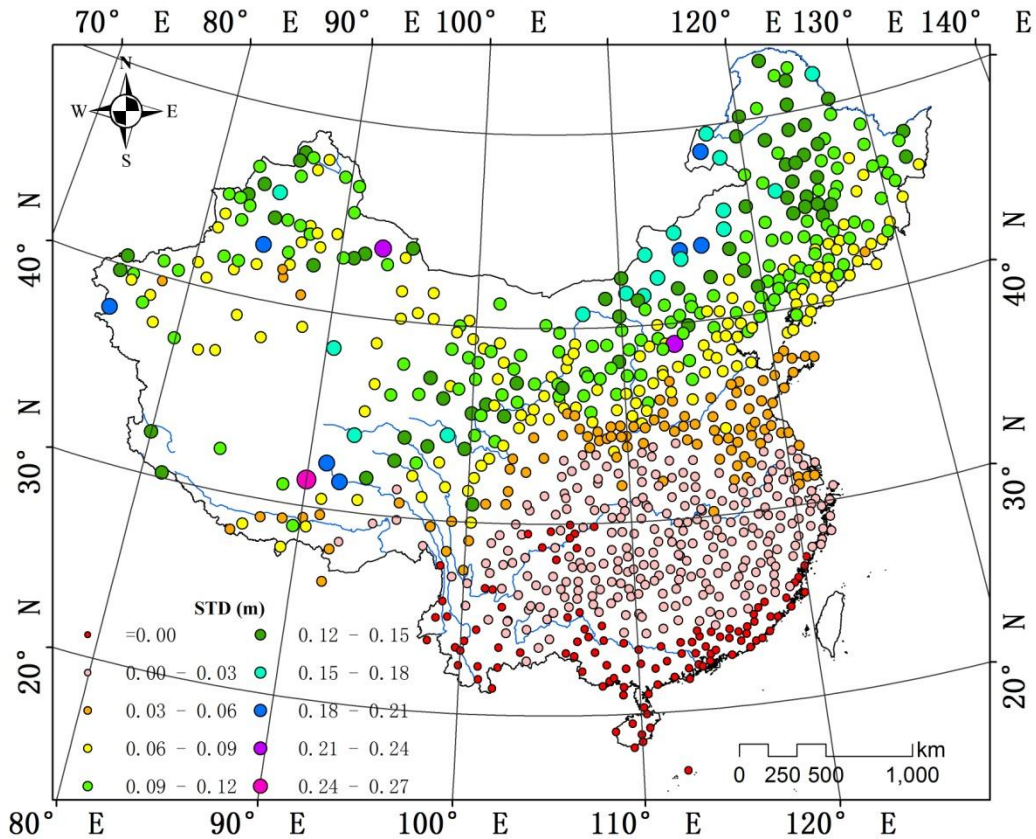 70° E 80° E 90° E 100° E 120° E 130° E 140° E
N
W E
S
40° N
30° N
20° N
40° N
30° N
20° N
STD (m)
=0.00 0.12 - 0.15
0.00 - 0.03 0.15 - 0.18
0.03 - 0.06 0.18 - 0.21
0.06 - 0.09 0.21 - 0.24
0.09 - 0.12 0.24 - 0.27
km
0 250 500 1,000
80° E 90° E 100° E 110° E 120° E